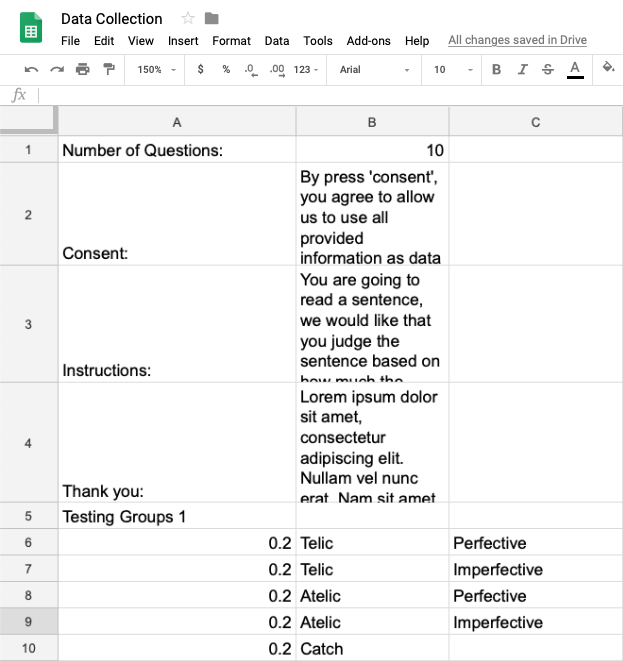 Data Collection
File Edit View Insert Format Data Tools Add-ons Help All changes saved in Drive
150% $ % .0 .00 123 Arial 10 B I S A
fx
A B C
1 Number of Questions: 10
2 Consent: By press 'consent',
you agree to allow
us to use all
provided
information as data
3 Instructions: You are going to
read a sentence,
we would like that
you judge the
sentence based on
how much the
4 Thank you: Lorem ipsum dolor
sit amet,
consectetur
adipiscing elit.
Nullam vel nunc
erat. Nam sit amet
5 Testing Groups 1
6 0.2 Telic Perfective
7 0.2 Telic Imperfective
8 0.2 Atelic Perfective
9 0.2 Atelic Imperfective
10 0.2 Catch